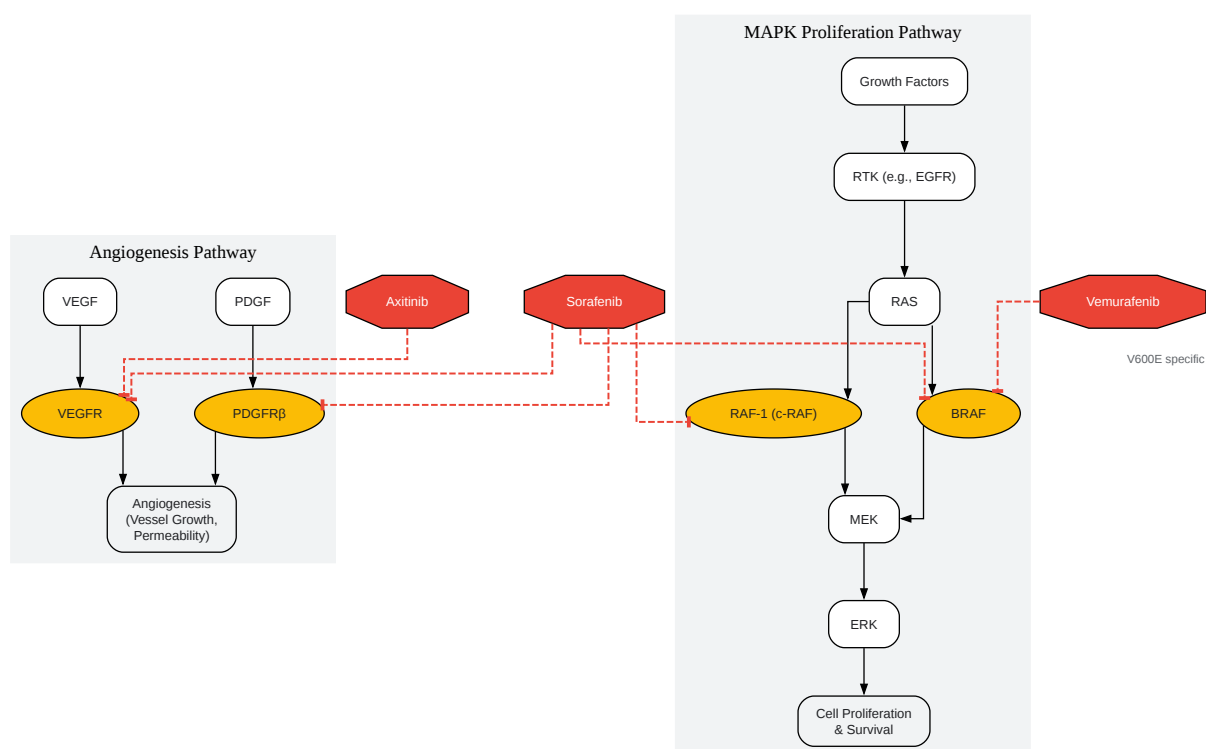 MAPK Proliferation Pathway
Growth Factors
RTK (e.g., EGFR)
Angiogenesis Pathway
VEGF
PDGF
Axitinib
Sorafenib
RAS
Vemurafenib
V600E specific
VEGFR
PDGFRβ
RAF-1 (c-RAF)
BRAF
Angiogenesis
(Vessel Growth,
Permeability)
MEK
ERK
Cell Proliferation
& Survival